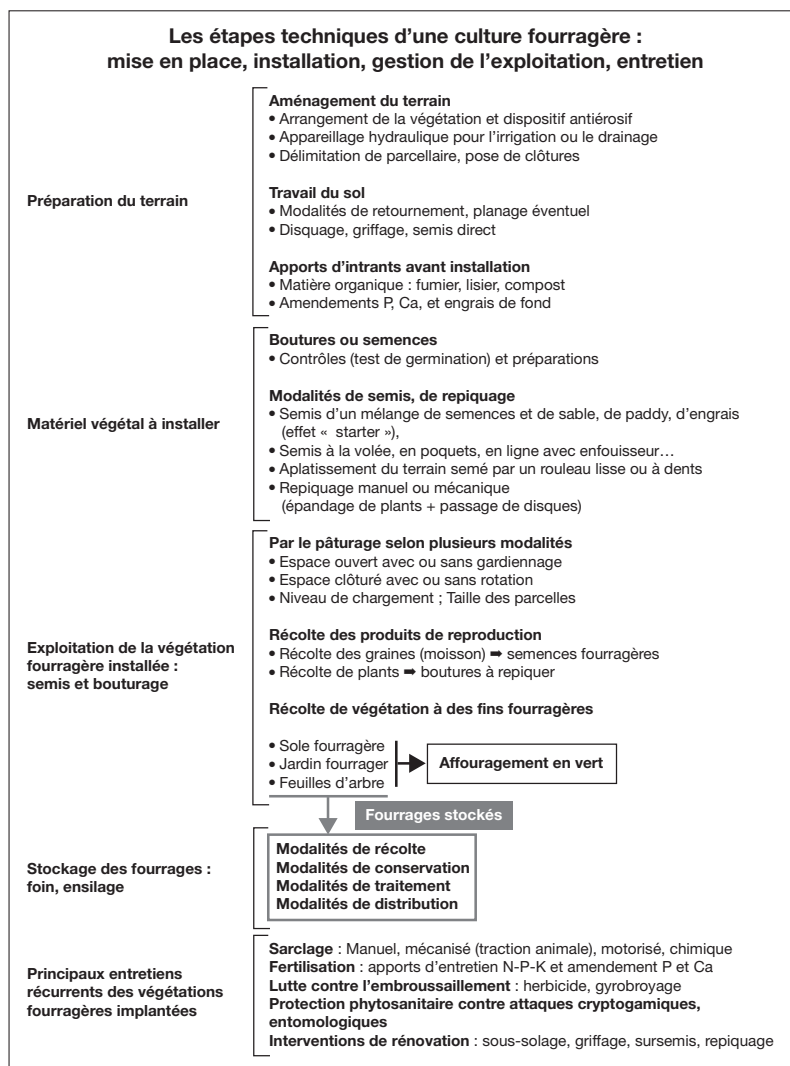 Les étapes techniques d'une culture fourragère :
mise en place, installation, gestion de l'exploitation, entretien
Préparation du terrain
Aménagement du terrain
• Arrangement de la végétation et dispositif antiérosif
• Appareillage hydraulique pour l'irrigation ou le drainage
• Délimitation de parcellaire, pose de clôtures
Travail du sol
• Modalités de retournement, planage éventuel
• Disquage, griffage, semis direct
Apports d'intrants avant installation
• Matière organique : fumier, lisier, compost
• Amendements P, Ca, et engrais de fond
Matériel végétal à installer
Boutures ou semences
• Contrôles (test de germination) et préparations
Modalités de semis, de repiquage
• Semis d'un mélange de semences et de sable, de paddy, d'engrais
(effet « starter »),
• Semis à la volée, en poquets, en ligne avec enfouisseur…
• Aplatissement du terrain semé par un rouleau lisse ou à dents
• Repiquage manuel ou mécanique
(épandage de plants + passage de disques)
Exploitation de la végétation
fourragère installée :
semis et bouturage
Par le pâturage selon plusieurs modalités
• Espace ouvert avec ou sans gardiennage
• Espace clôturé avec ou sans rotation
• Niveau de chargement ; Taille des parcelles
Récolte des produits de reproduction
• Récolte des graines (moisson) ➡ semences fourragères
• Récolte de plants ➡ boutures à repiquer
Récolte de végétation à des fins fourragères
• Sole fourragère
• Jardin fourrager
• Feuilles d'arbre
Affouragement en vert
Fourrages stockés
Stockage des fourrages :
foin, ensilage
Modalités de récolte
Modalités de conservation
Modalités de traitement
Modalités de distribution
Principaux entretiens
récurrents des végétations
fourragères implantées
Sarclage : Manuel, mécanisé (traction animale), motorisé, chimique
Fertilisation : apports d'entretien N-P-K et amendement P et Ca
Lutte contre l'embroussaillement : herbicide, gyrobroyage
Protection phytosanitaire contre attaques cryptogamiques,
entomologiques
Interventions de rénovation : sous-solage, griffage, sursemis, repiquage